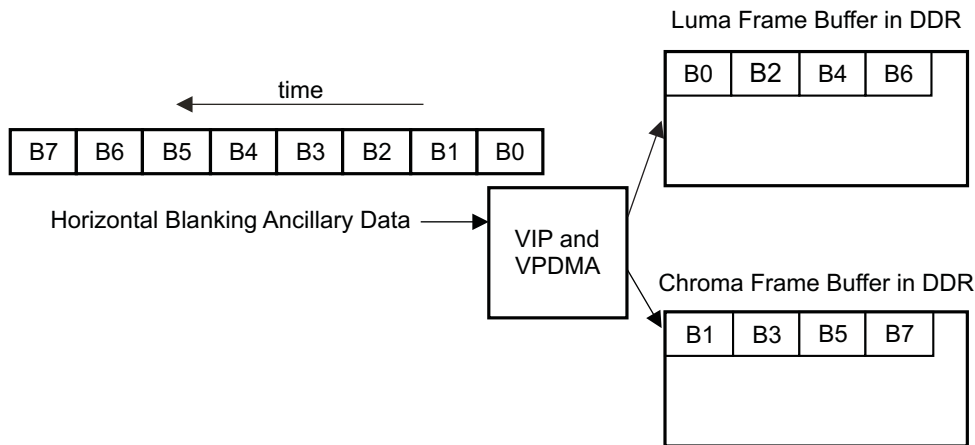 Luma Frame Buffer in DDR
B0 B2 B4 B6
time
B7 B6 B5 B4 B3 B2 B1 B0
Horizontal Blanking Ancillary Data
VIP and
VPDMA
Chroma Frame Buffer in DDR
B1 B3 B5 B7